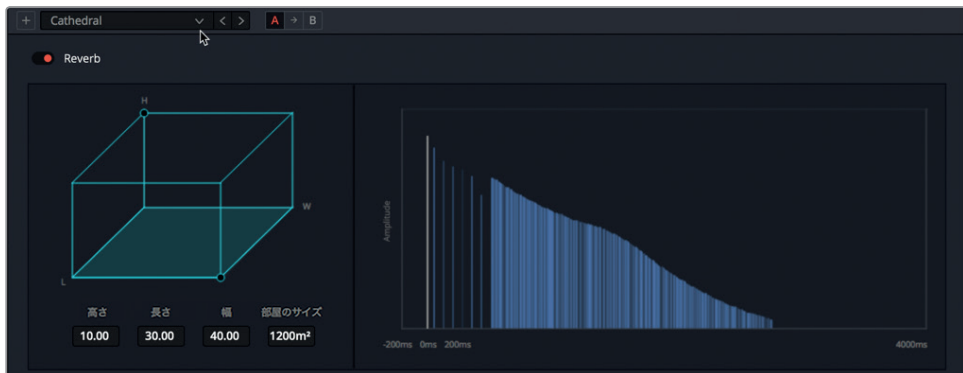 + Cathedral < > A → B
Reverb
H
W
L
Amplitude
高さ 長さ 幅 部屋のサイズ
10.00 30.00 40.00 1200m²
-200ms 0ms 200ms 4000ms